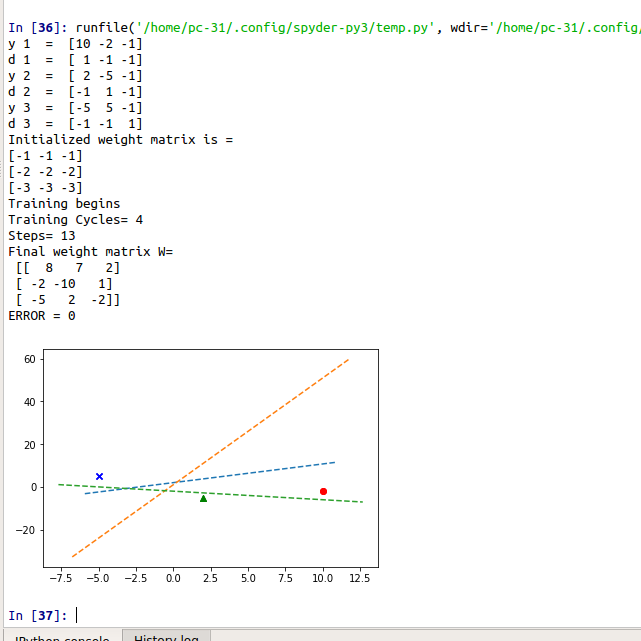 In [36]: runfile('/home/pc-31/.config/spyder-py3/temp.py', wdir='/home/pc-31/.config/
y 1  =  [10 -2 -1]
d 1  =  [ 1 -1 -1]
y 2  =  [ 2 -5 -1]
d 2  =  [-1  1 -1]
y 3  =  [-5  5 -1]
d 3  =  [-1 -1  1]
Initialized weight matrix is =
[-1 -1 -1]
[-2 -2 -2]
[-3 -3 -3]
Training begins
Training Cycles= 4
Steps= 13
Final weight matrix W=
[[  8   7   2]
[ -2 -10   1]
[ -5   2  -2]]
ERROR = 0
60
40
20
0
−20
−7.5 −5.0 −2.5 0.0 2.5 5.0 7.5 10.0 12.5
In [37]:
IPython console History log